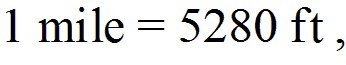 1 mile = 5280 ft ,